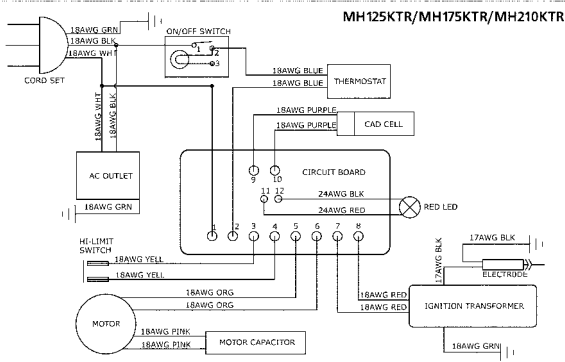 MH125KTR/MH175KTR/MH210KTR
18AWG GRN
18AWG BLK
18AWG WHT
CORD SET
ON/OFF SWITCH
1
2
3
18AWG BLUE
18AWG BLUE
THERMOSTAT
18AWG WHT
18AWG BLK
18AWG PURPLE
18AWG PURPLE
CAD CELL
AC OUTLET
18AWG GRN
CIRCUIT BOARD
9
10
11
12
24AWG BLK
24AWG RED
RED LED
1
2
3
4
5
6
7
8
HI-LIMIT
SWITCH
18AWG YELL
18AWG YELL
17AWG BLK
17AWG BLK
ELECTRODE
18AWG ORG
18AWG ORG
18AWG RED
18AWG RED
IGNITION TRANSFORMER
MOTOR
18AWG PINK
18AWG PINK
MOTOR CAPACITOR
18AWG GRN